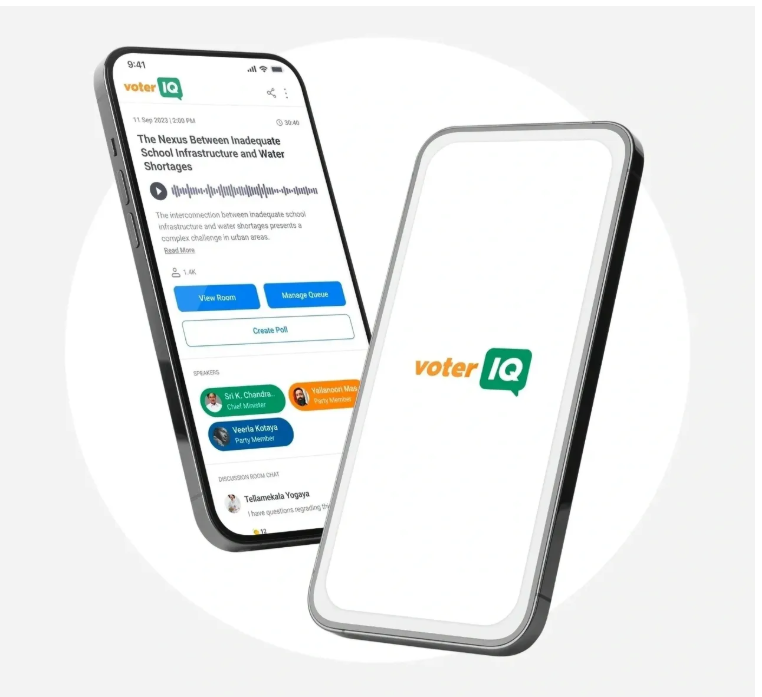 9:41
voter IQ
11 Sep 2023 | 2:00 PM
30:40
The Nexus Between Inadequate
School Infrastructure and Water
Shortages
The interconnection between inadequate school
infrastructure and water shortages presents a
complex challenge in urban areas.
Read More
1.4K
View Room
Manage Queue
Create Poll
SPEAKERS
Sri K. Chandra..
Chief Minister
Yallanoon Mas
Party Member
Veerla Kotaya
Party Member
DISCUSSION ROOM CHAT
Tellamekala Yogaya
I have questions regrading th
12
voter IQ